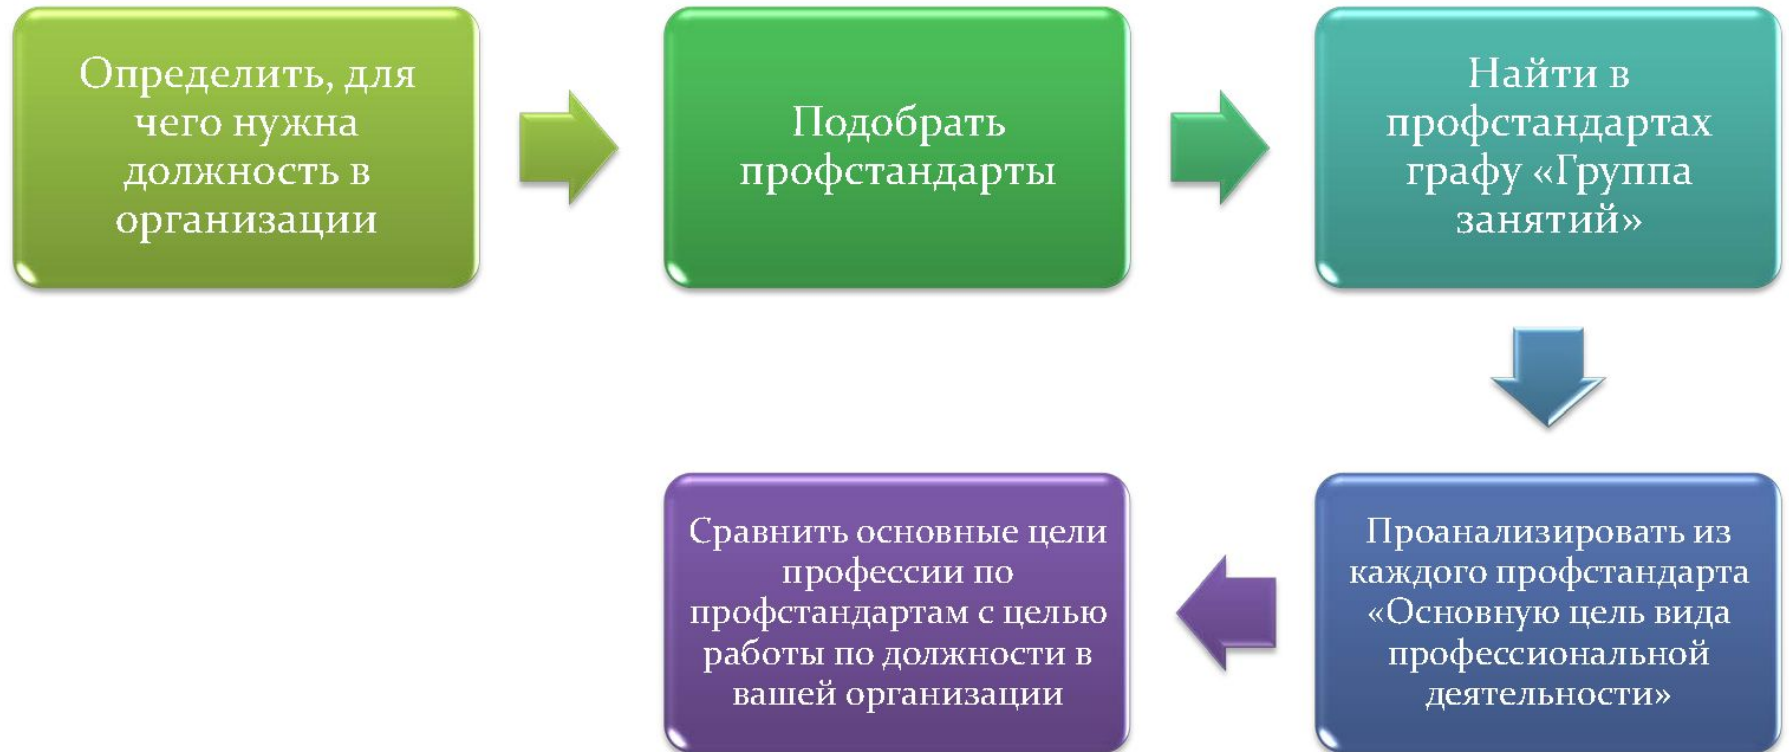 Определить, для
чего нужна
должность в
организации
Подобрать
профстандарты
Найти в
профстандартах
графу «Группа
занятий»
Проанализировать из
каждого профстандарта
«Основную цель вида
профессиональной
деятельности»
Сравнить основные цели
профессии по
профстандартам с целью
работы по должности в
вашей организации